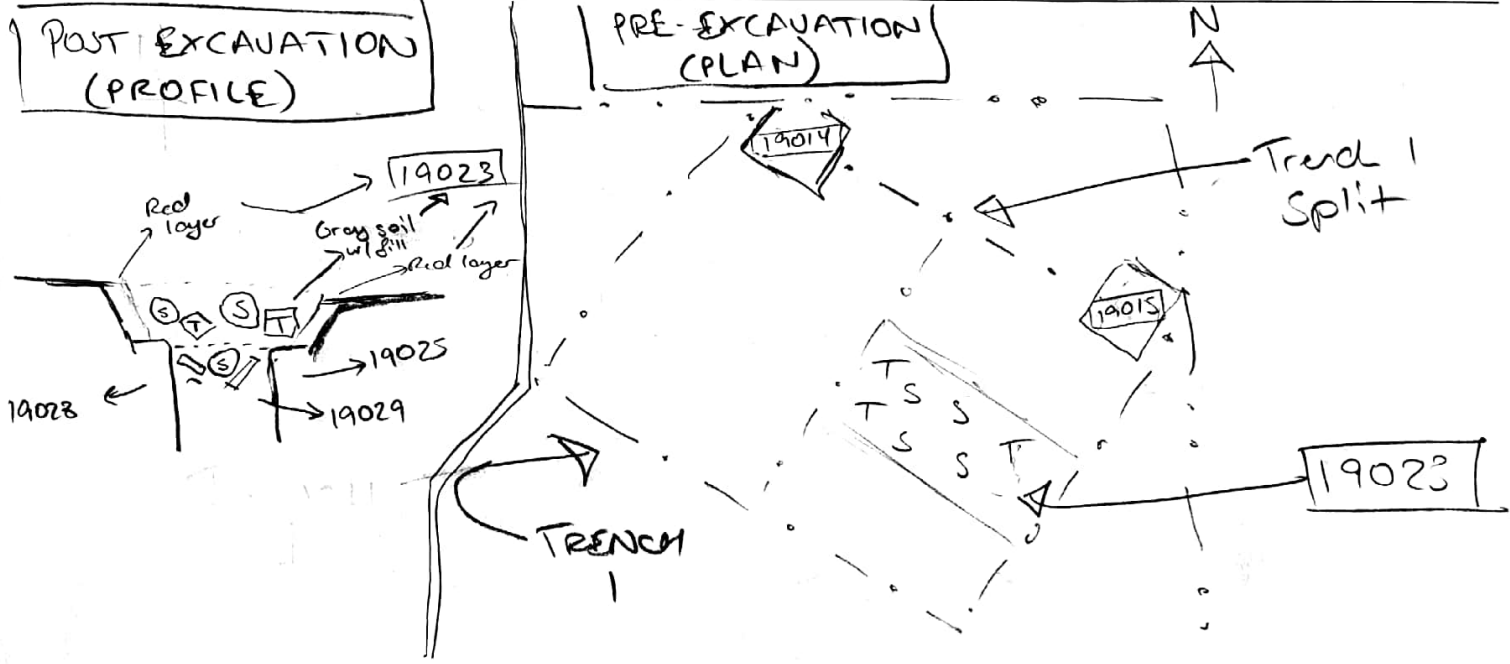 POST EXCAVATION
(PROFILE)
19023
Red
layer
Gray soil
w/ fill
Red layer
S
T
S
T
S
19025
19028
19029
PRE-EXCAVATION
(PLAN)
N
19014
Trench 1
Split
19015
T
S
S
T
S
S
T
19023
TRENCH
1